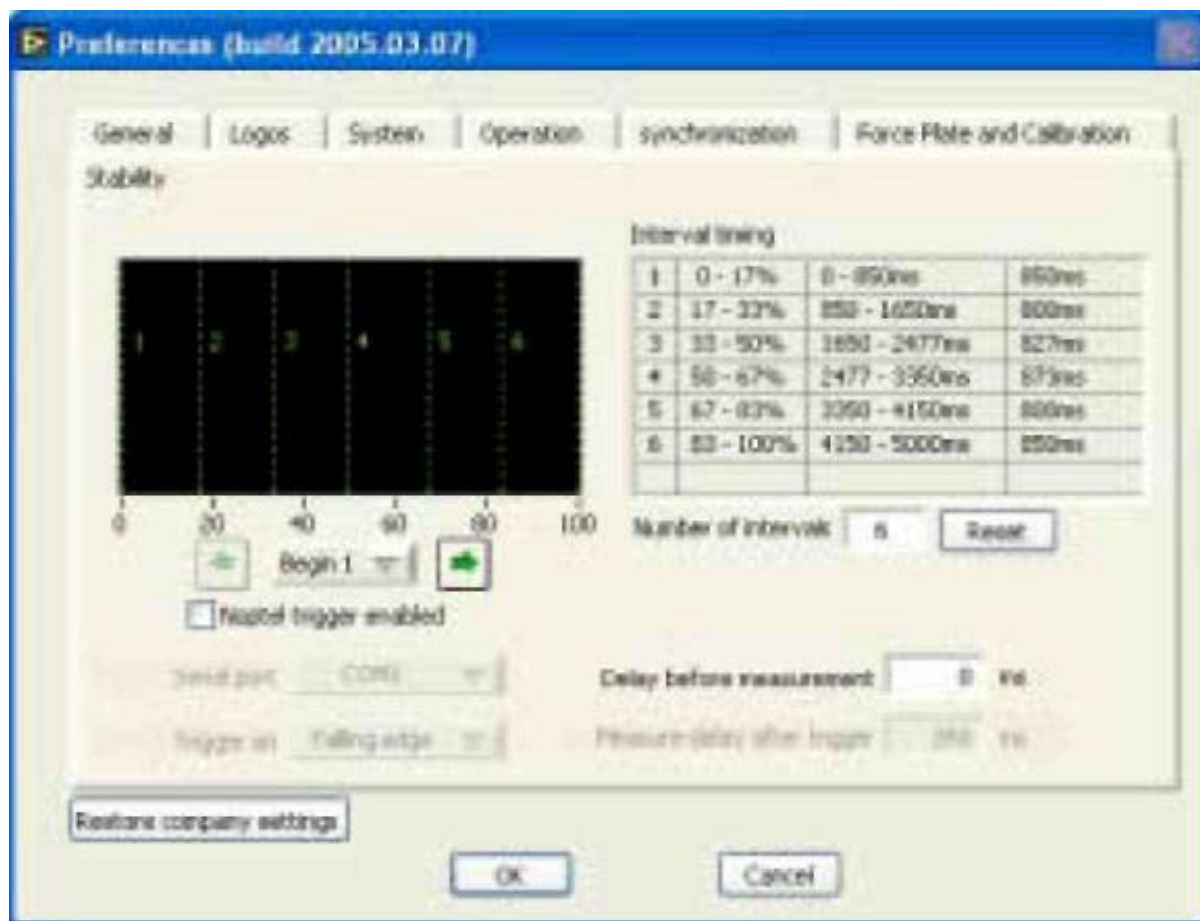 Preferences (build 2005.03.07)
General Logos System Operation synchronization Force Plate and Calibration
Stability
Interval timing
1 0 - 17% 0 - 850ms 850ms
2 17 - 33% 850 - 1650ms 800ms
3 33 - 50% 1650 - 2477ms 827ms
4 50 - 67% 2477 - 3350ms 873ms
5 67 - 83% 3350 - 4150ms 800ms
6 83 - 100% 4150 - 5000ms 850ms
1 2 3 4 5 6
0 20 40 60 80 100
Number of intervals 6 Reset
Begin 1
Noptel trigger enabled
Serial port COM1
Delay before measurement 0 ms
Trigger on Falling edge
Measure delay after trigger ms
Restore company settings
OK Cancel